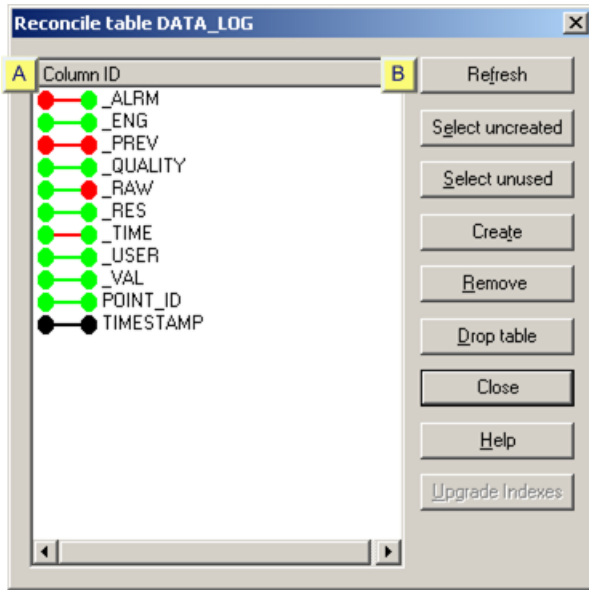 Reconcile table DATA_LOG
A Column ID B
_ALRM
_ENG
_PREV
_QUALITY
_RAW
_RES
_TIME
_USER
_VAL
POINT_ID
TIMESTAMP
Refresh
Select uncreated
Select unused
Create
Remove
Drop table
Close
Help
Upgrade Indexes